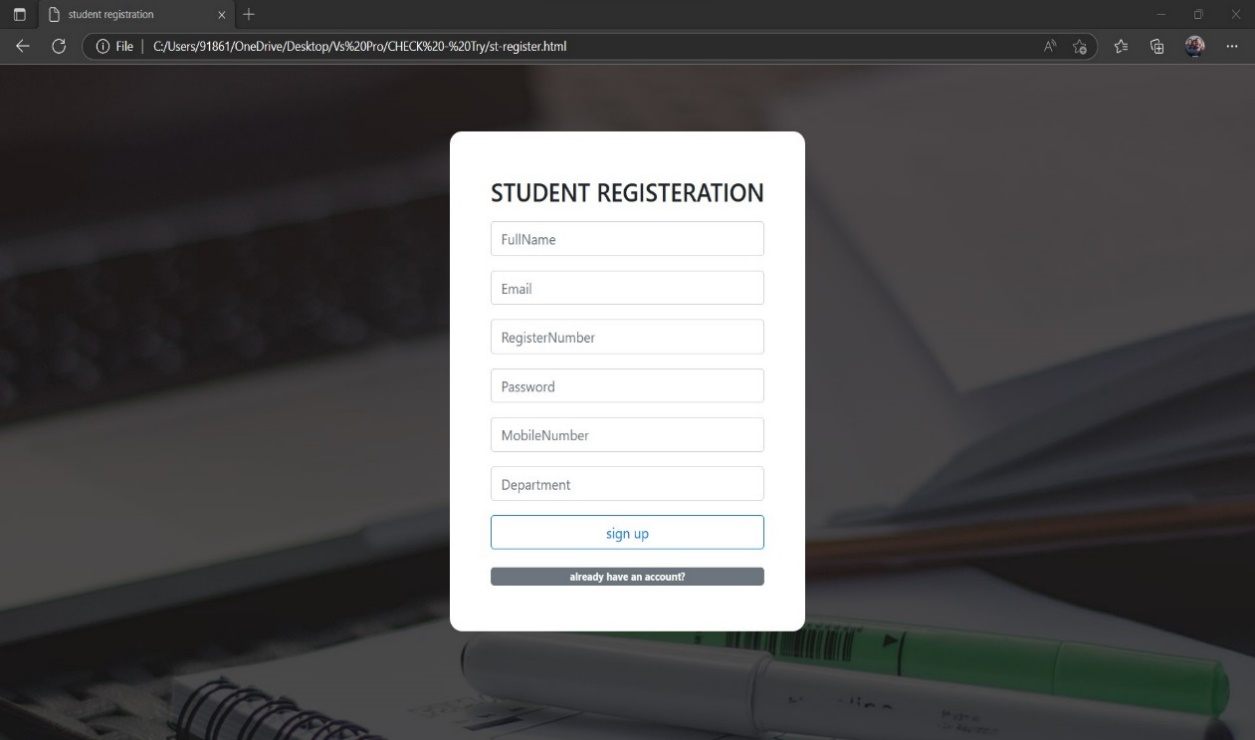 student registration
File | C:/Users/91861/OneDrive/Desktop/Vs%20Pro/CHECK%20-%20Try/st-register.html
STUDENT REGISTERATION
FullName
Email
RegisterNumber
Password
MobileNumber
Department
sign up
already have an account?